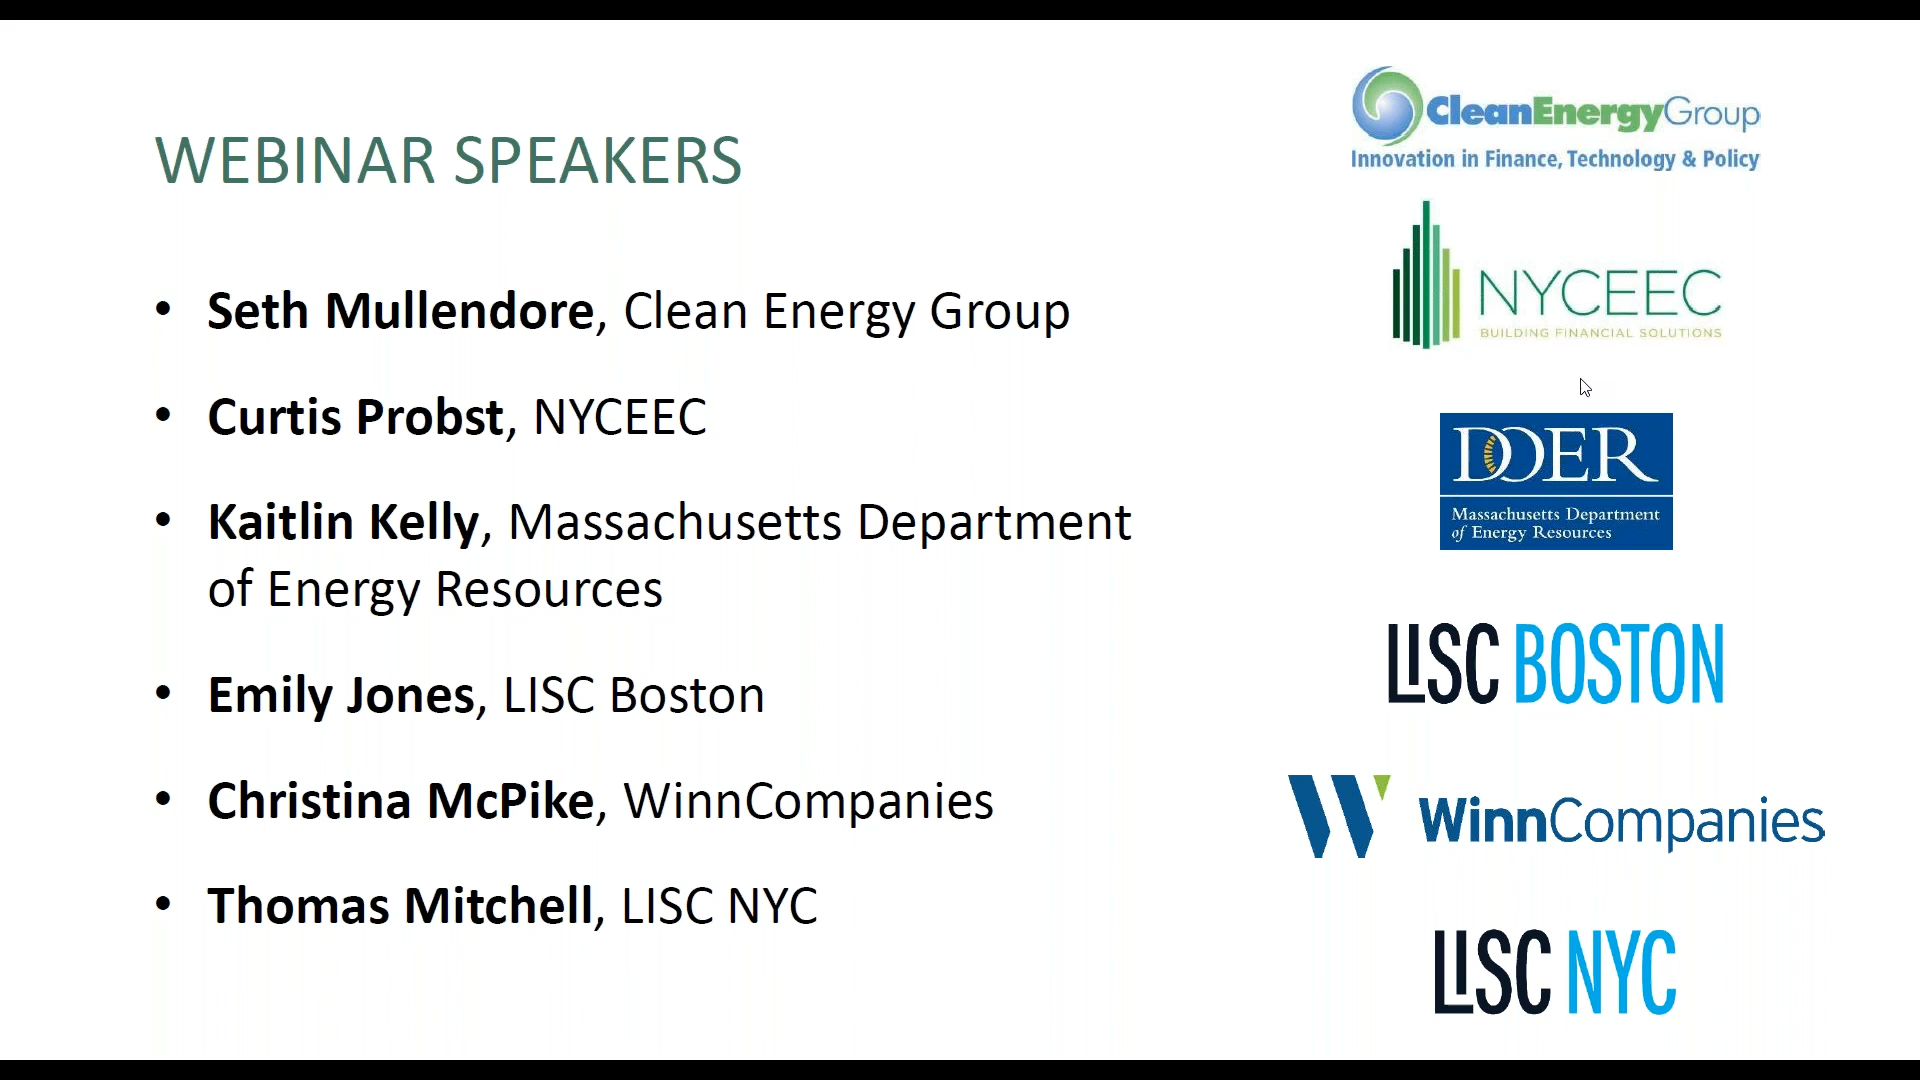 WEBINAR SPEAKERS
• Seth Mullendore, Clean Energy Group
• Curtis Probst, NYCEEC
• Kaitlin Kelly, Massachusetts Department
of Energy Resources
• Emily Jones, LISC Boston
• Christina McPike, WinnCompanies
• Thomas Mitchell, LISC NYC
CleanEnergyGroup
Innovation in Finance, Technology & Policy
NYCEEC
BUILDING FINANCIAL SOLUTIONS
DOER
Massachusetts Department
of Energy Resources
LISC BOSTON
WinnCompanies
LISC NYC